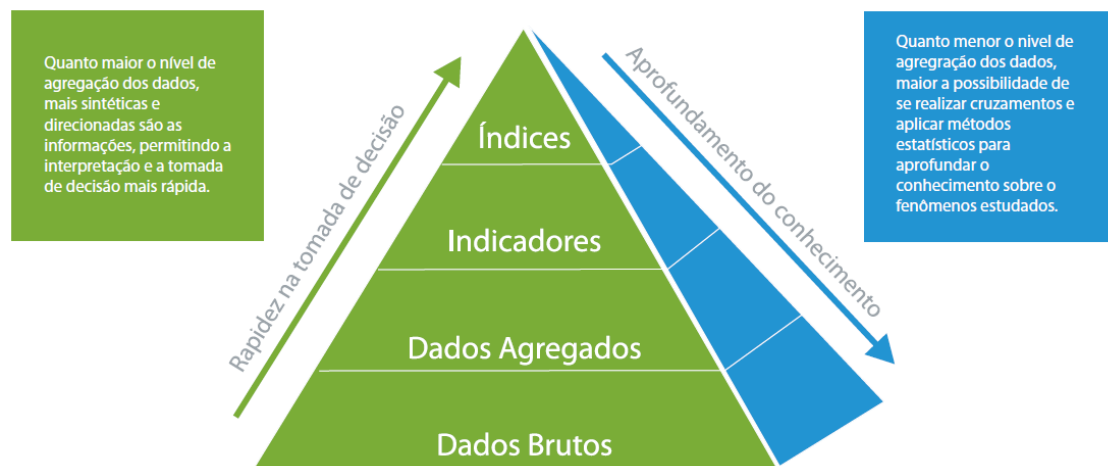 Quanto maior o nível de
agregação dos dados,
mais sintéticas e
direcionadas são as
informações, permitindo a
interpretação e a tomada
de decisão mais rápida.
Rapidez na tomada de decisão
Índices
Indicadores
Dados Agregados
Dados Brutos
Aprofundamento do conhecimento
Quanto menor o nivel de
agregração dos dados,
maior a possibilidade de
se realizar cruzamentos e
aplicar métodos
estatísticos para
aprofundar o
conhecimento sobre o
fenômenos estudados.